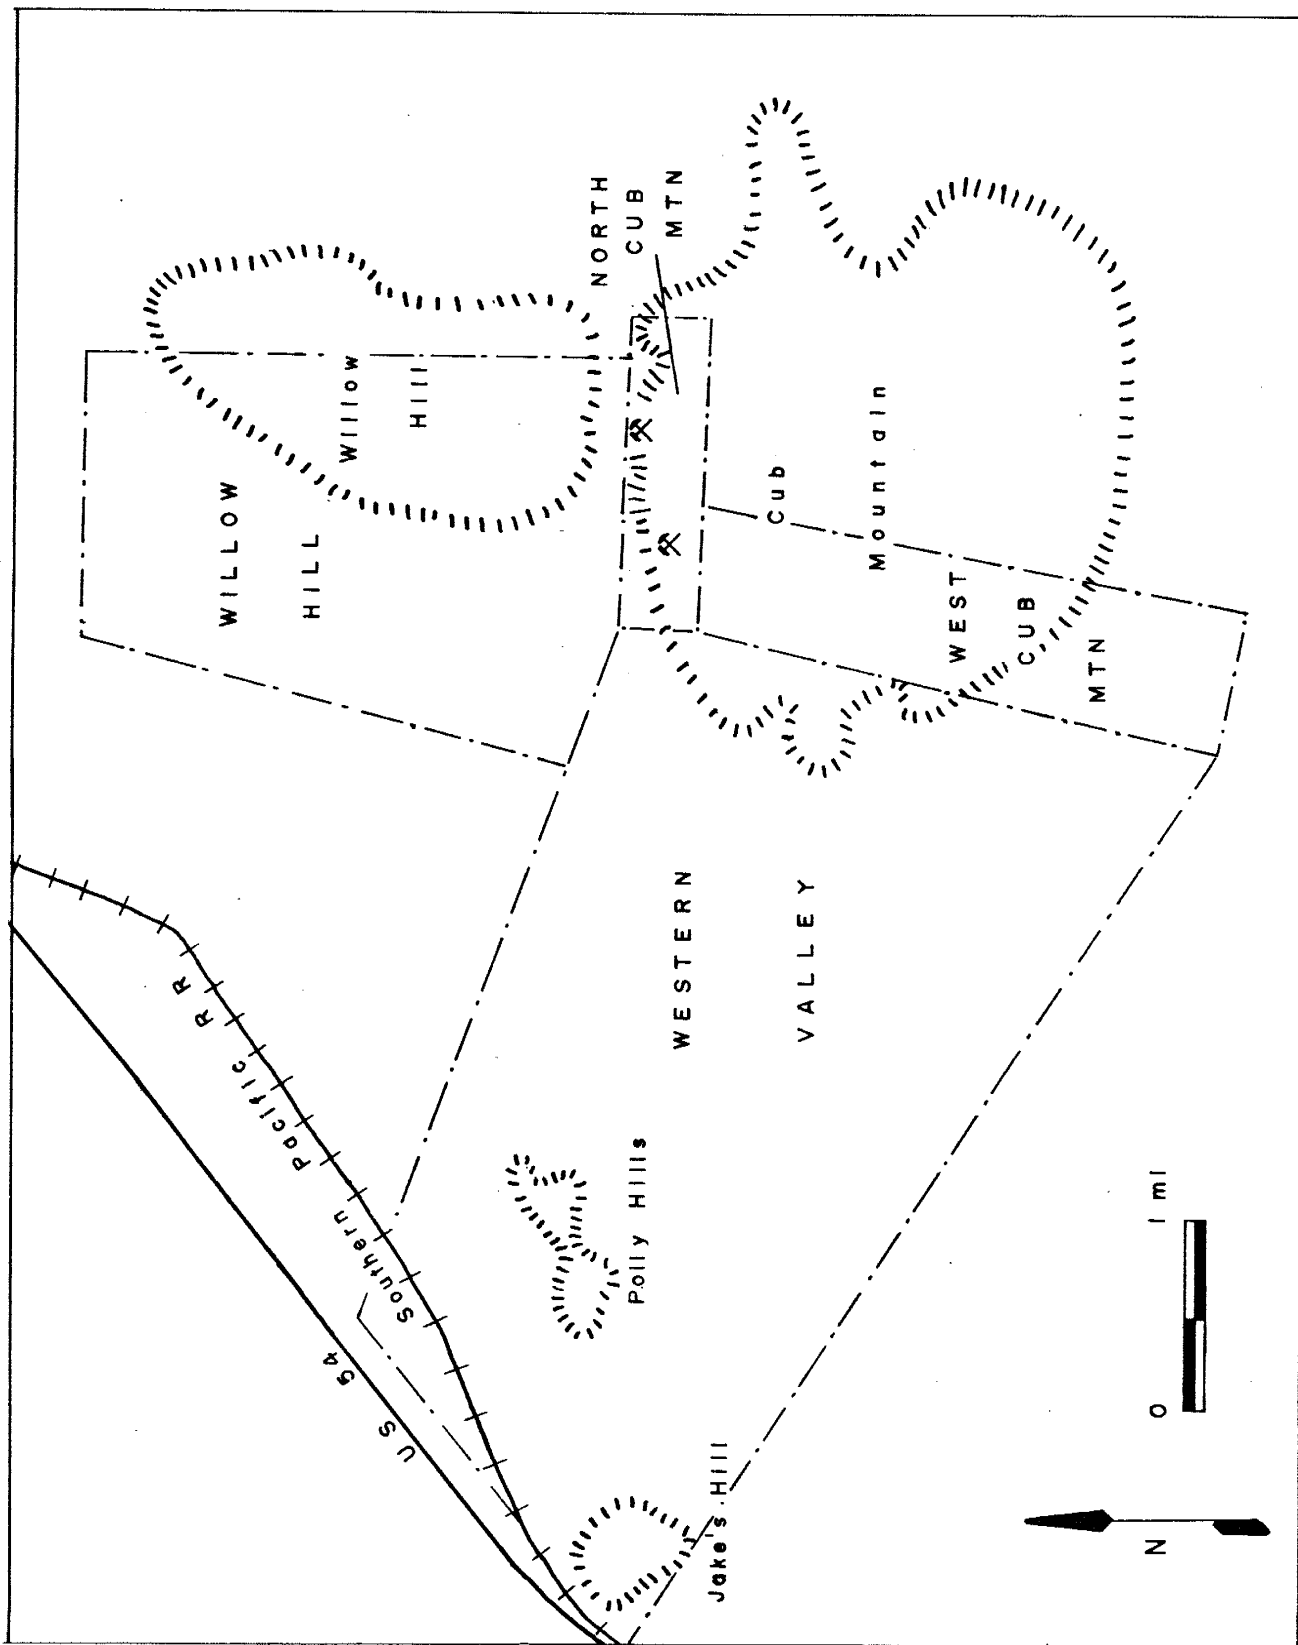 WILLOW
HILL
Willow
Hill
NORTH
CUB
MTN
Cub
Mountain
WEST
CUB
MTN
WESTERN
VALLEY
Southern Pacific RR
US 54
Polly Hills
Jake's Hill
0 1 mi
N